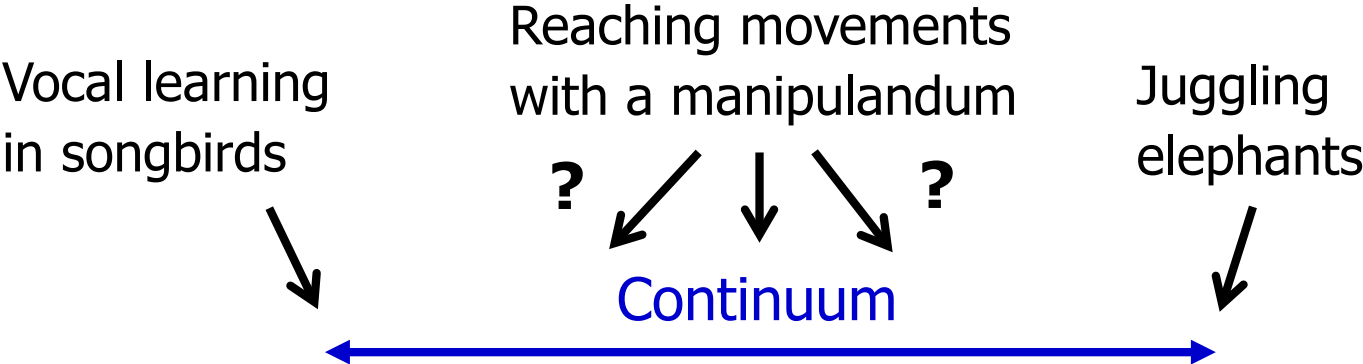 Vocal learning
in songbirds
Reaching movements
with a manipulandum
Juggling
elephants
?
?
Continuum